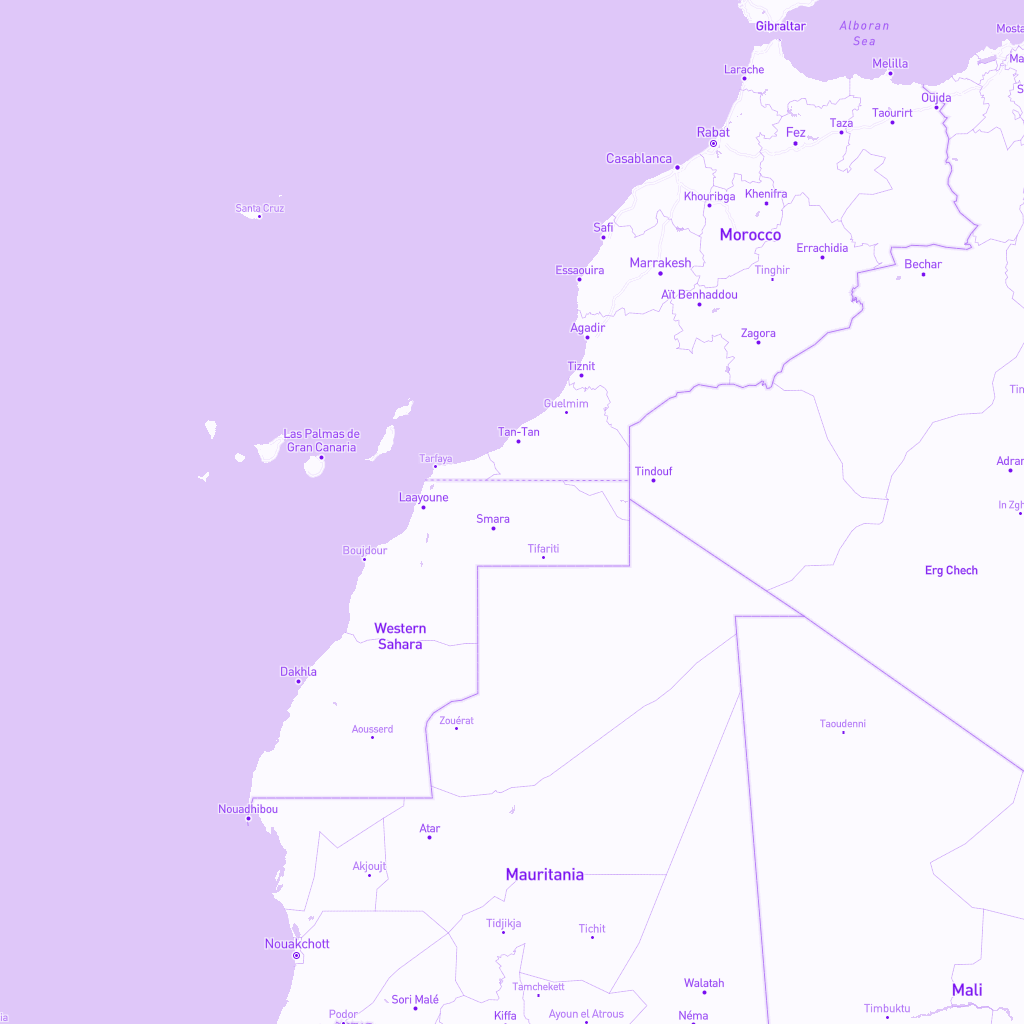 Gibraltar
Alboran
Sea
Mosta
Larache
Melilla
Ma
S
Oujda
Rabat
Fez
Taza
Taourirt
Casablanca
Khouribga
Khenifra
Santa Cruz
Safi
Morocco
Errachidia
Essaouira
Marrakesh
Tinghir
Bechar
Aït Benhaddou
Agadir
Zagora
Tiznit
Guelmim
Tin
Las Palmas de
Gran Canaria
Tan-Tan
Tarfaya
Tindouf
Adrar
Laayoune
In Zgh
Smara
Boujdour
Tifariti
Erg Chech
Western
Sahara
Dakhla
Aousserd
Zouérat
Taoudenni
Nouadhibou
Atar
Akjoujt
Mauritania
Tidjikja
Tichit
Nouakchott
Walatah
Mali
Tamchekett
Sori Malé
Timbuktu
ia
Podor
Kiffa
Ayoun el Atrous
Néma